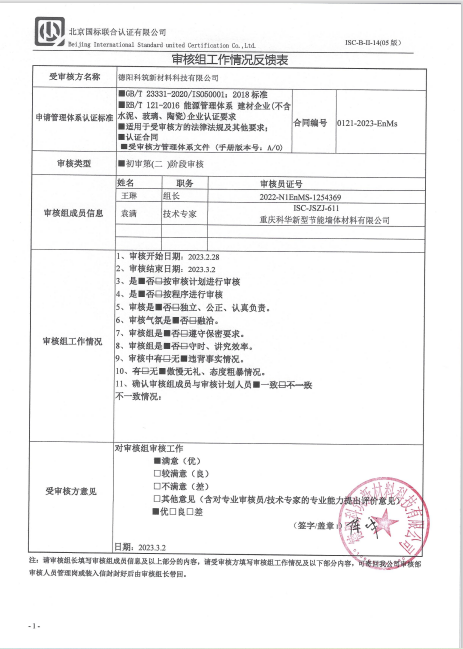 北京国标联合认证有限公司
Beijing International Standard united Certification Co.,Ltd.
ISC-B-II-14(05 版)
审核组工作情况反馈表
受审核方名称
德阳科筑新材料科技有限公司
申请管理体系认证标准
■GB/T 23331-2020/ISO50001：2018 标准
■RB/T 121-2016 能源管理体系 建材企业(不含
水泥、玻璃、陶瓷)企业认证要求
■适用于受审核方的法律法规及其他要求;
■认证合同
■受审核方管理体系文件 (手册版本号：A/0)
合同编号
0121-2023-EnMs
审核类型
■初审第(二 )阶段审核
审核组成员信息
姓名 职务 审核员证号
王琳 组长 2022-N1EnMS-1254369
袁满 技术专家 ISC-JSZJ-611
重庆科华新型节能墙体材料有限公司
审核组工作情况
1、审核开始日期：2023.2.28
2、审核结束日期：2023.3.2
3、是■否□按审核计划进行审核
4、是■否□按程序进行审核
5、审核是■否□独立、公正、认真负责。
6、审核气氛是■否□融洽。
7、审核组是■否□遵守保密要求。
8、审核组是■否□守时、讲究效率。
9、审核中有□无■违背事实情况。
10、有□无■傲慢无礼、态度粗暴情况。
11、确认审核组成员与审核计划人员■一致□不一致
不一致情况：
受审核方意见
对审核组审核工作
■满意（优）
□较满意（良）
□不满意（差）
□其他意见（含对专业审核员/技术专家的专业能力提出评价意见）
■优□良□差
(签字/盖章)
日期：2023.3.2
注：请审核组长填写审核组成员信息及以上部分的内容，请受审核方填写审核组工作情况及以下部分内容，可送回我公司审核部
审核人员管理岗或装入信封封好后由审核组长带回。
- 1 -